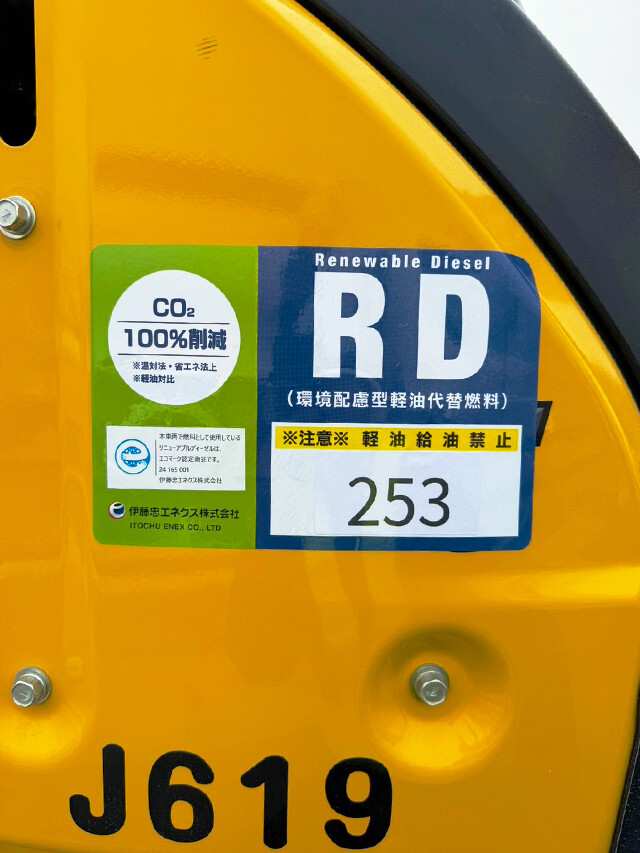 CO₂
100%削減
※温対法・省エネ法上
※軽油対比
本車両で燃料として使用している
リニューアブルディーゼルは、
エコマーク認定商品です。
24 165 001
伊藤忠エネクス株式会社
伊藤忠エネクス株式会社
ITOCHU ENEX CO., LTD
Renewable Diesel
RD
（環境配慮型軽油代替燃料）
※注意※ 軽油給油禁止
253
J619